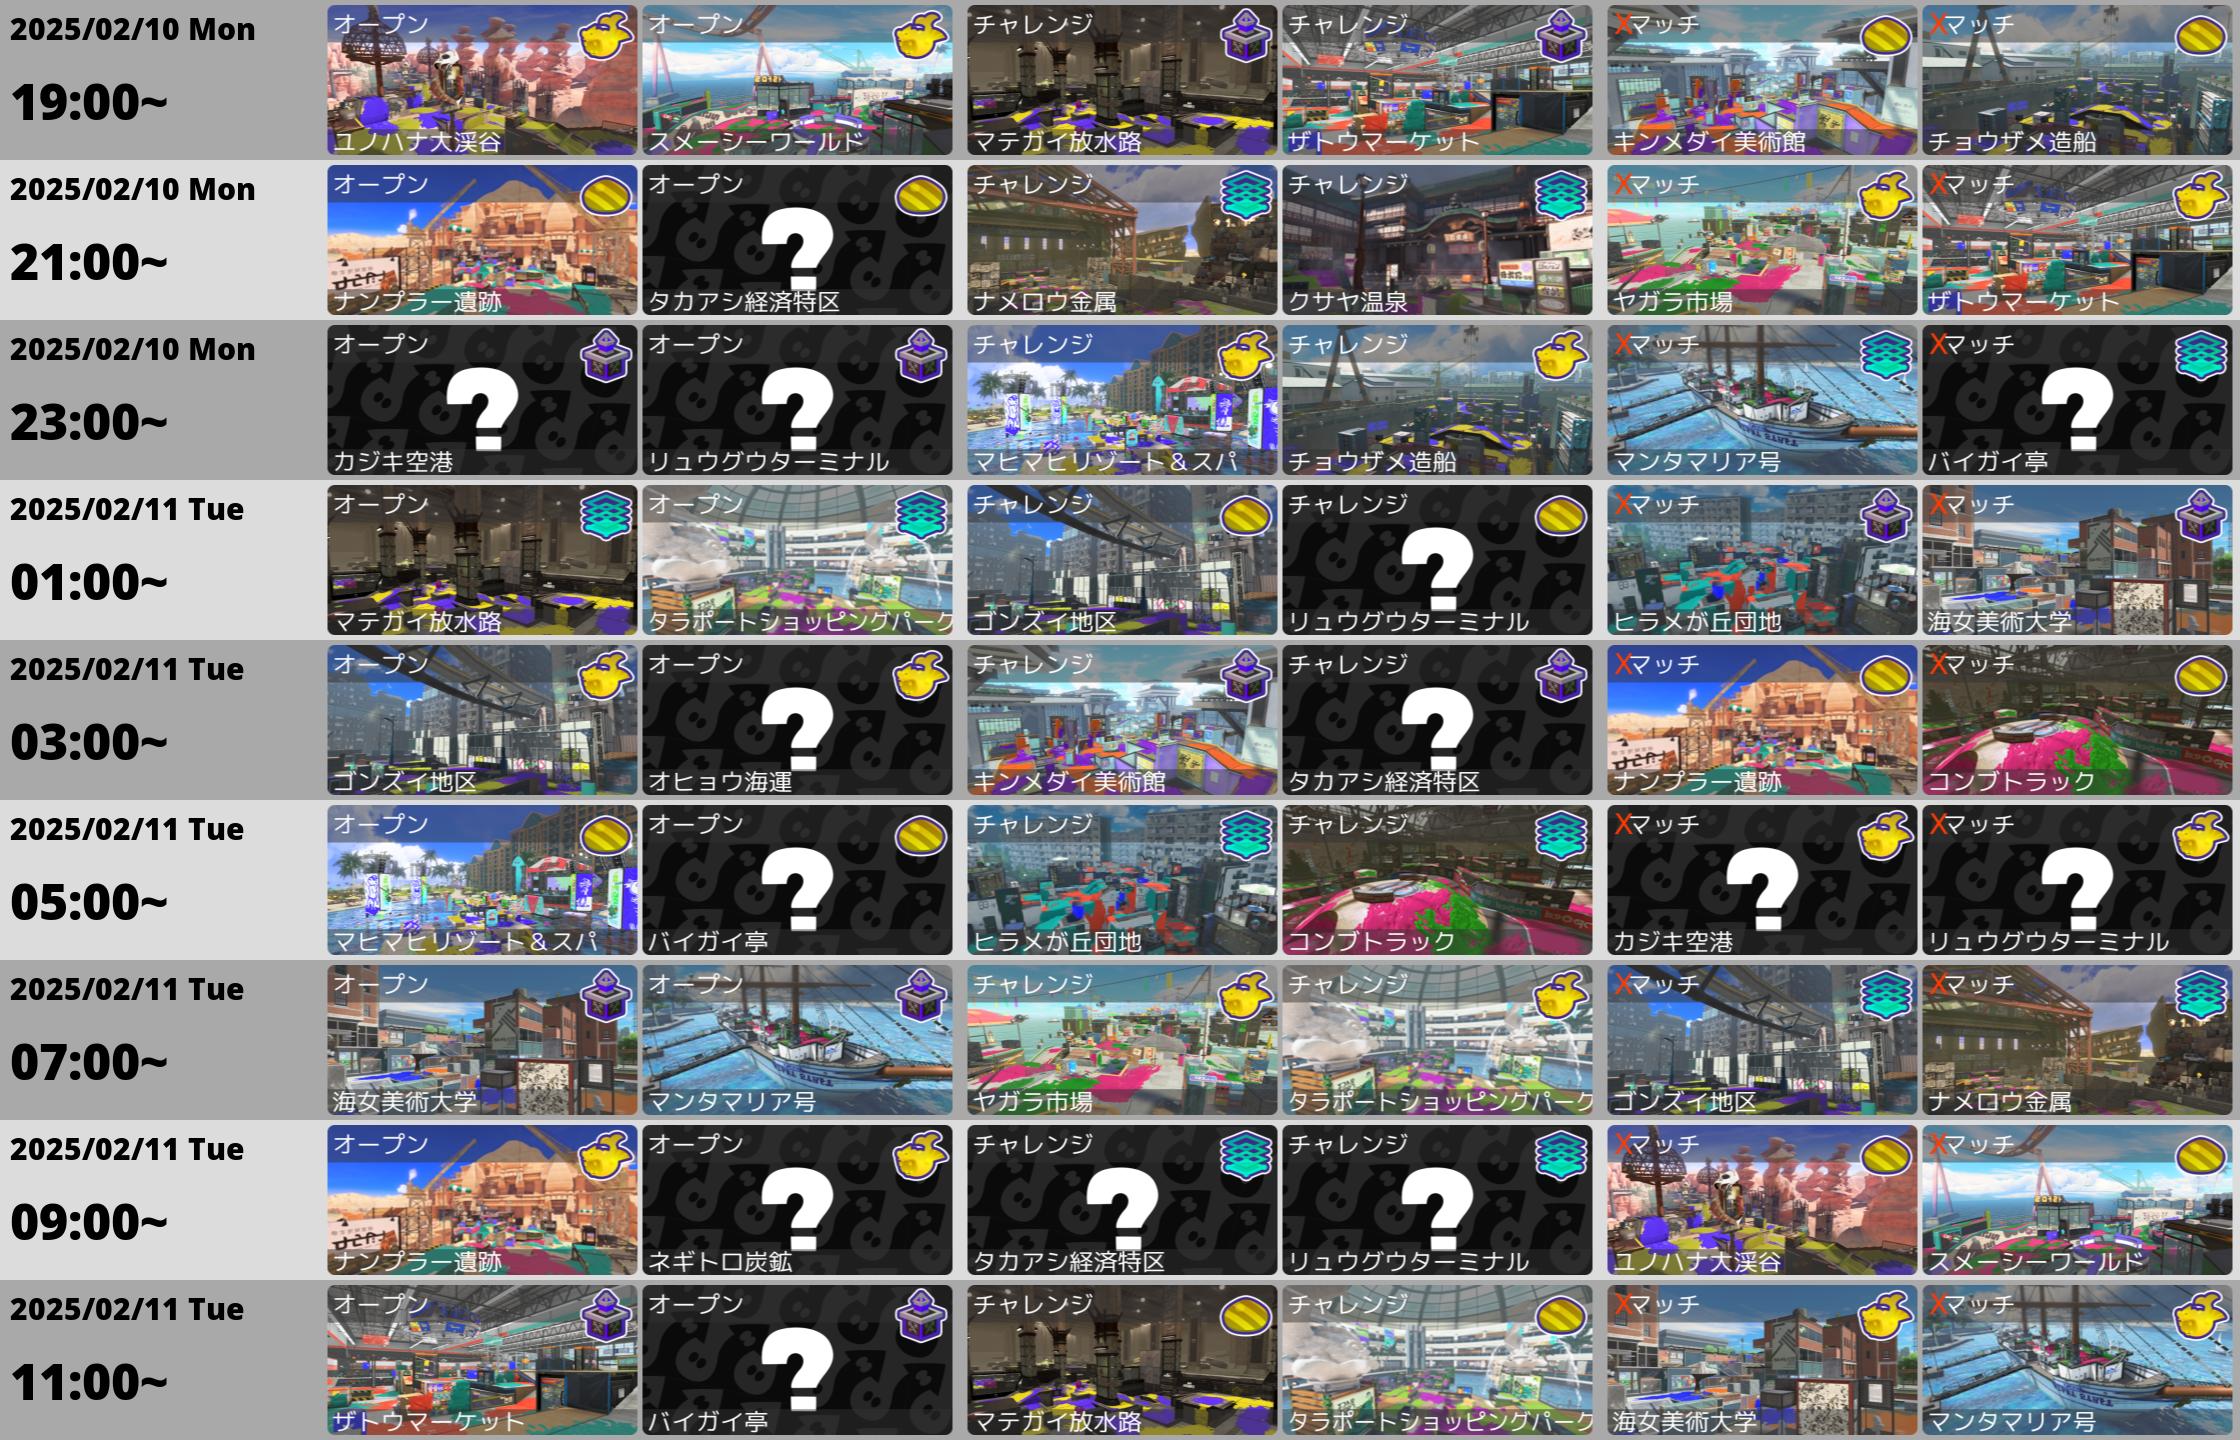 2025/02/10 Mon
19:00~
オープン
ユノハナ大渓谷
オープン
スメーシーワールド
チャレンジ
マテガイ放水路
チャレンジ
ザトウマーケット
Xマッチ
キンメダイ美術館
Xマッチ
チョウザメ造船
2025/02/10 Mon
21:00~
オープン
ナンプラー遺跡
オープン
?
タカアシ経済特区
チャレンジ
ナメロウ金属
チャレンジ
クサヤ温泉
Xマッチ
ヤガラ市場
Xマッチ
ザトウマーケット
2025/02/10 Mon
23:00~
オープン
?
カジキ空港
オープン
?
リュウグウターミナル
チャレンジ
マヒマヒリゾート&スパ
チャレンジ
チョウザメ造船
Xマッチ
マンタマリア号
Xマッチ
?
バイガイ亭
2025/02/11 Tue
01:00~
オープン
マテガイ放水路
オープン
タラポートショッピングパーク
チャレンジ
ゴンズイ地区
チャレンジ
?
リュウグウターミナル
Xマッチ
ヒラメが丘団地
Xマッチ
海女美術大学
2025/02/11 Tue
03:00~
オープン
ゴンズイ地区
オープン
?
オヒョウ海運
チャレンジ
キンメダイ美術館
チャレンジ
?
タカアシ経済特区
Xマッチ
ナンプラー遺跡
Xマッチ
コンブトラック
2025/02/11 Tue
05:00~
オープン
マヒマヒリゾート&スパ
オープン
?
バイガイ亭
チャレンジ
ヒラメが丘団地
チャレンジ
コンブトラック
Xマッチ
?
カジキ空港
Xマッチ
?
リュウグウターミナル
2025/02/11 Tue
07:00~
オープン
海女美術大学
オープン
マンタマリア号
チャレンジ
ヤガラ市場
チャレンジ
タラポートショッピングパーク
Xマッチ
ゴンズイ地区
Xマッチ
ナメロウ金属
2025/02/11 Tue
09:00~
オープン
ナンプラー遺跡
オープン
?
ネギトロ炭鉱
チャレンジ
?
タカアシ経済特区
チャレンジ
?
リュウグウターミナル
Xマッチ
ユノハナ大渓谷
Xマッチ
スメーシーワールド
2025/02/11 Tue
11:00~
オープン
ザトウマーケット
オープン
?
バイガイ亭
チャレンジ
マテガイ放水路
チャレンジ
タラポートショッピングパーク
Xマッチ
海女美術大学
Xマッチ
マンタマリア号